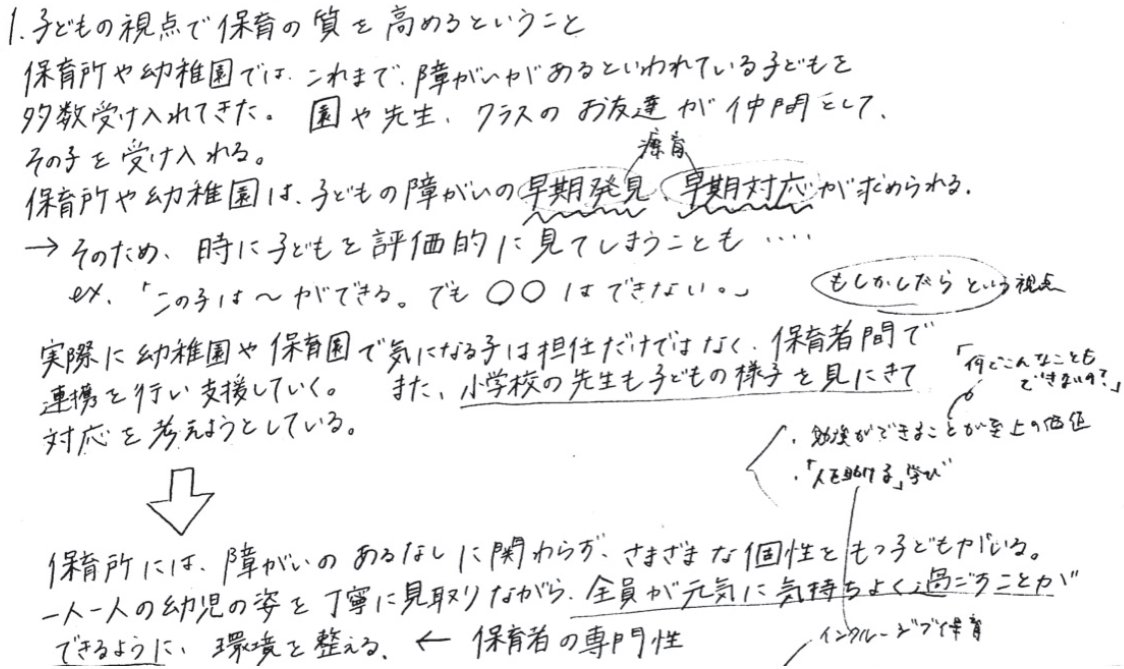 1. 子どもの視点で保育の質を高めるということ
保育所や幼稚園では、これまで、障がいがあるといわれている子どもを
多数受け入れてきた。 園や先生、クラスのお友達が仲間として、
その子を受け入れる。
療育
保育所や幼稚園は、子どもの障がいの早期発見、早期対応が求められる。
→ そのため、時に子どもを評価的に見てしまうことも ‥‥
ex. 「この子は〜ができる。でも〇〇はできない。」
もしかしたら という視点
実際に幼稚園や保育園で気になる子は担任だけではなく、保育者間で
連携を行い支援していく。 また、小学校の先生も子どもの様子を見にきて
対応を考えようとしている。
「何でこんなことも
できないの?」
・勉強ができることが至上の価値
・「人を助ける」学び
保育所には、障がいのあるなしに関わらず、さまざまな個性をもつ子どもがいる。
一人一人の幼児の姿を丁寧に見取りながら、全員が元気に気持ちよく過ごすことが
できるように、環境を整える。 ← 保育者の専門性
インクルーシブ保育